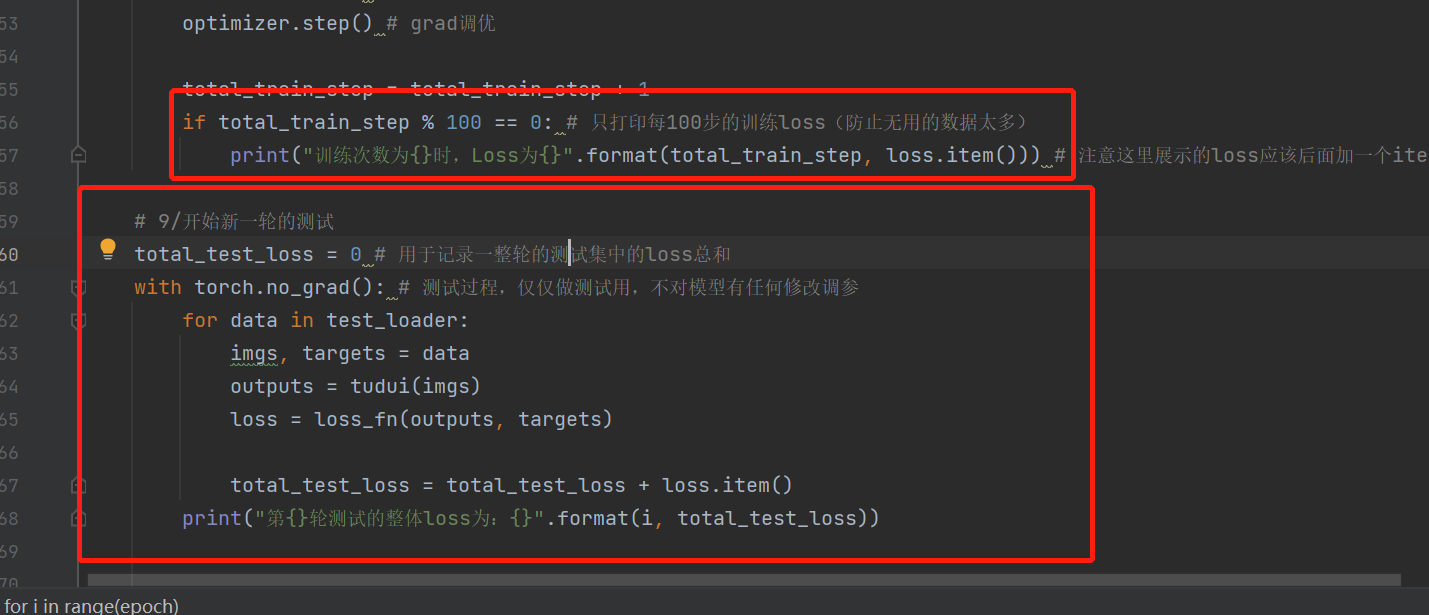 53 optimizer.step() # grad调优
54
55 total_train_step = total_train_step + 1
56 if total_train_step % 100 == 0: # 只打印每100步的训练loss（防止无用的数据太多）
57 print("训练次数为{}时，Loss为{}".format(total_train_step, loss.item())) # 注意这里展示的loss应该后面加一个ite
58
59 # 9/开始新一轮的测试
60 total_test_loss = 0 # 用于记录一整轮的测试集中的loss总和
61 with torch.no_grad(): # 测试过程，仅仅做测试用，不对模型有任何修改调参
62 for data in test_loader:
63 imgs, targets = data
64 outputs = tudui(imgs)
65 loss = loss_fn(outputs, targets)
66
67 total_test_loss = total_test_loss + loss.item()
68 print("第{}轮测试的整体loss为：{}".format(i, total_test_loss))
69
70
for i in range(epoch)